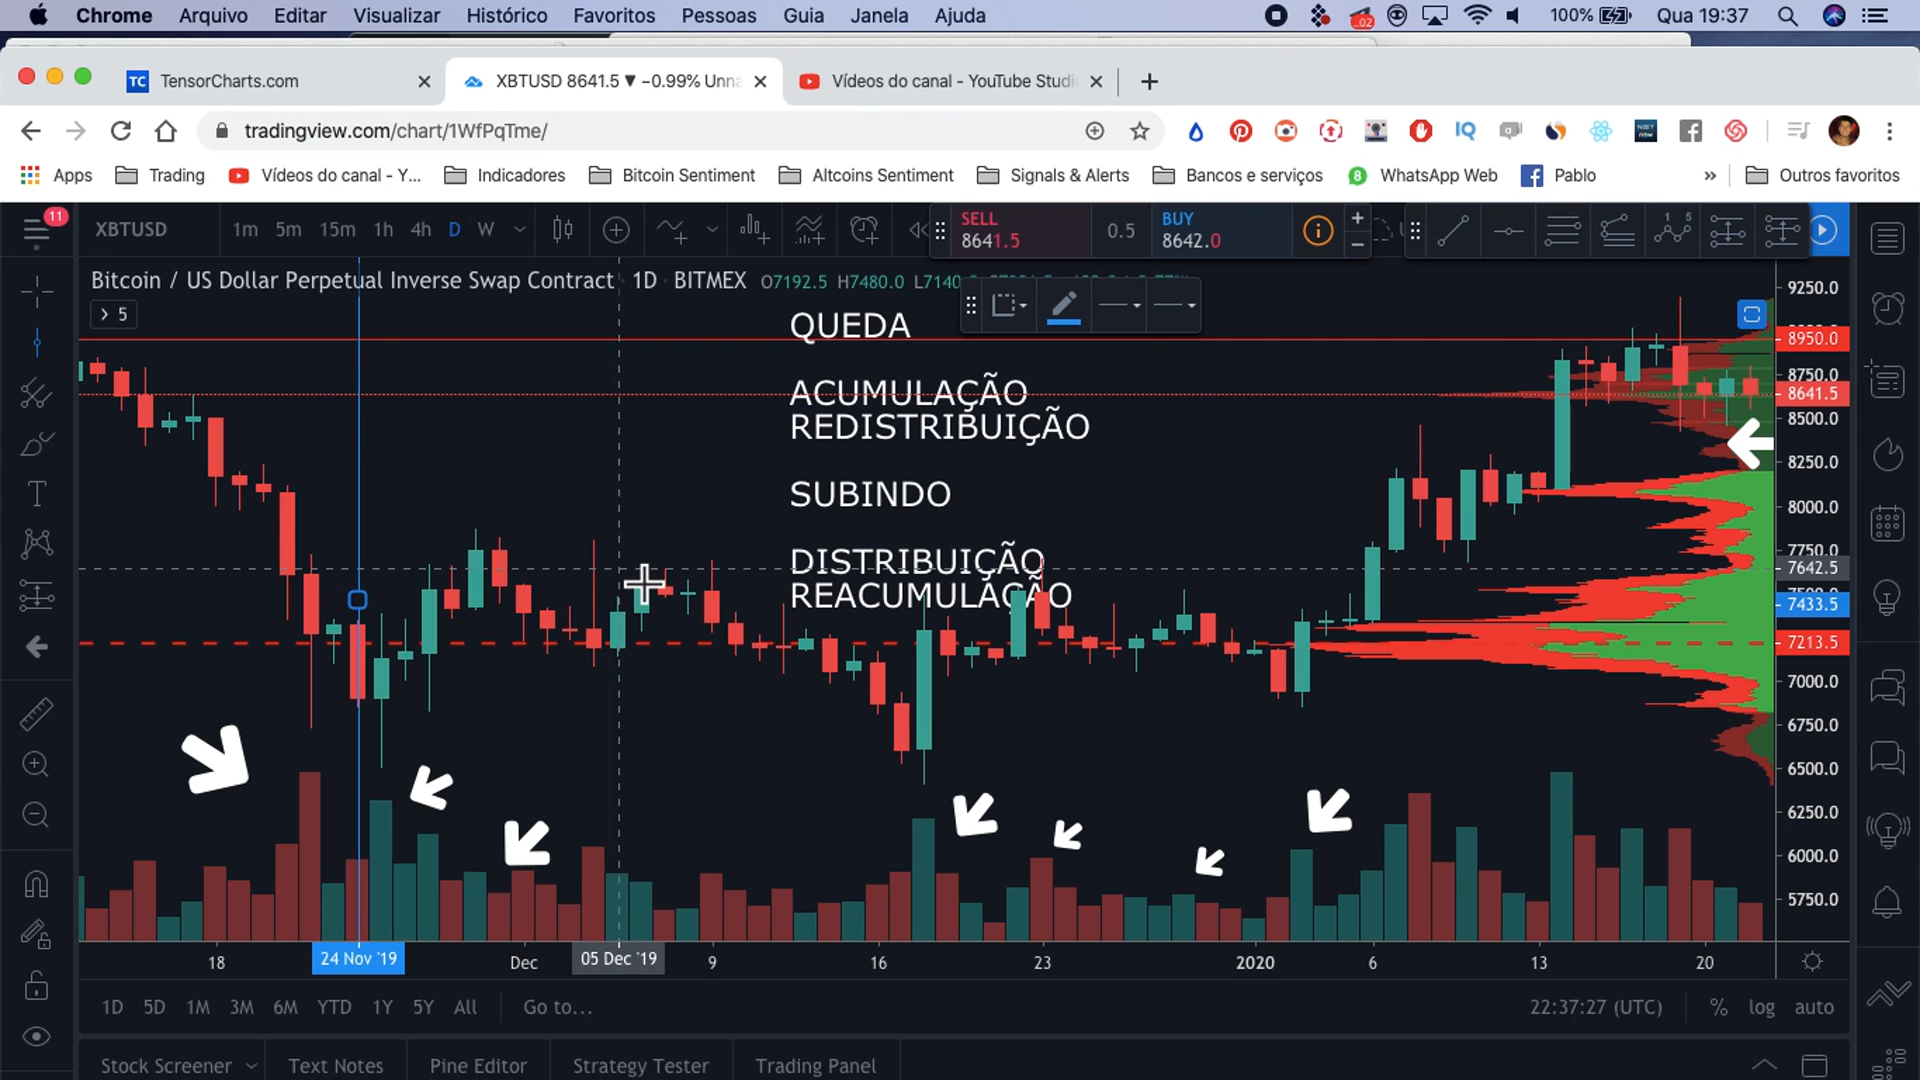 Chrome Arquivo Editar Visualizar Histórico Favoritos Pessoas Guia Janela Ajuda .02 100% Qua 19:37
TC TensorCharts.com XBTUSD 8641.5 ▼ −0.99% Unna Vídeos do canal - YouTube Studi
tradingview.com/chart/1WfPqTme/ IQ
Apps Trading Vídeos do canal - Y... Indicadores Bitcoin Sentiment Altcoins Sentiment Signals & Alerts Bancos e serviços 8 WhatsApp Web Pablo » Outros favoritos
11 XBTUSD 1m 5m 15m 1h 4h D W SELL 8641.5 0.5 BUY 8642.0
Bitcoin / US Dollar Perpetual Inverse Swap Contract 1D BITMEX O7192.5 H7480.0 L7140.
> 5
QUEDA
ACUMULAÇÃO
REDISTRIBUIÇÃO
SUBINDO
DISTRIBUIÇÃO
REACUMULAÇÃO
9250.0
8950.0
8750.0
8641.5
8500.0
8250.0
8000.0
7750.0
7642.5
7433.5
7213.5
7000.0
6750.0
6500.0
6250.0
6000.0
5750.0
18 24 Nov '19 Dec 05 Dec '19 9 16 23 2020 6 13 20
1D 5D 1M 3M 6M YTD 1Y 5Y All Go to... 22:37:27 (UTC) % log auto
Stock Screener Text Notes Pine Editor Strategy Tester Trading Panel